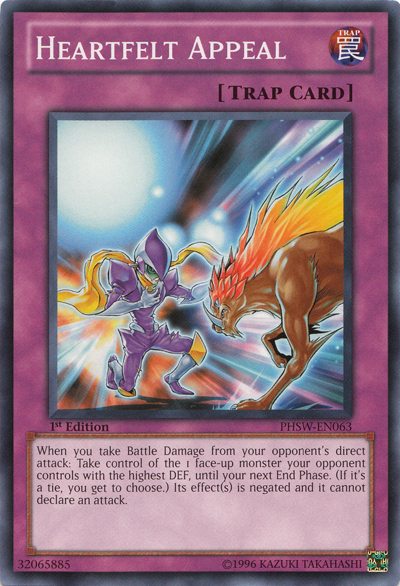 HEARTFELT APPEAL
TRAP
罠
[TRAP CARD]
1st Edition
PHSW-EN063
When you take Battle Damage from your opponent's direct
attack: Take control of the 1 face-up monster your opponent
controls with the highest DEF, until your next End Phase. (If it's
a tie, you get to choose.) Its effect(s) is negated and it cannot
declare an attack.
32065885
©1996 KAZUKI TAKAHASHI